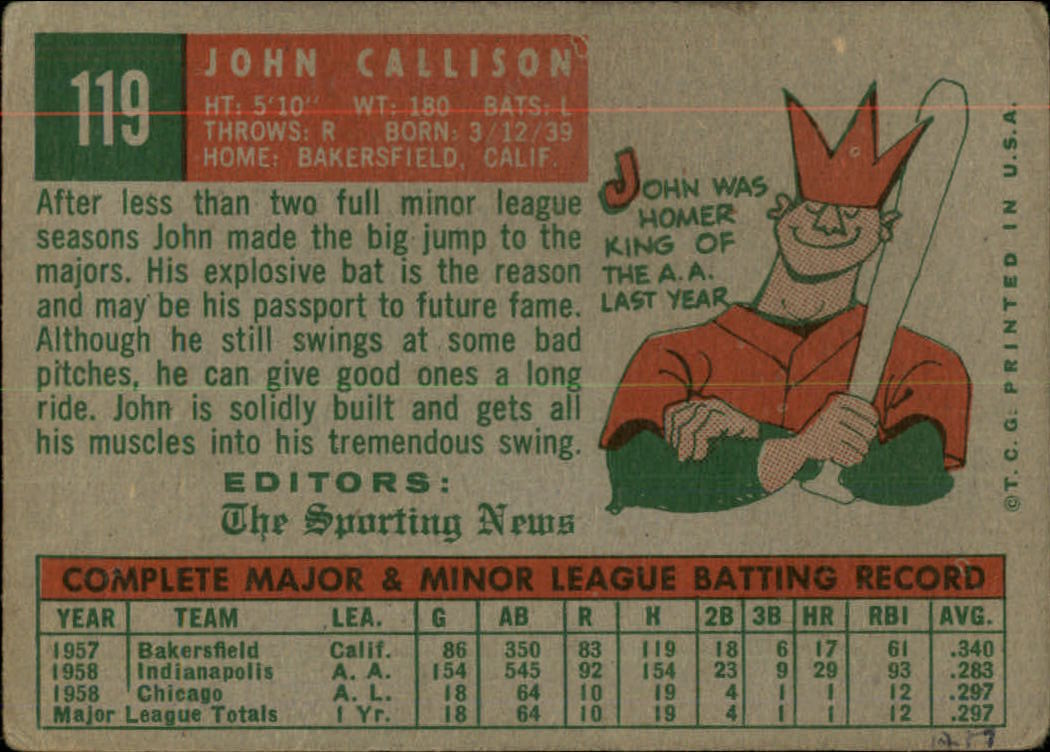 119
JOHN CALLISON
HT: 5'10" WT: 180 BATS: L
THROWS: R BORN: 3/12/39
HOME: BAKERSFIELD, CALIF.
After less than two full minor league
seasons John made the big jump to the
majors. His explosive bat is the reason
and may be his passport to future fame.
Although he still swings at some bad
pitches, he can give good ones a long
ride. John is solidly built and gets all
his muscles into his tremendous swing.
EDITORS:
The Sporting News
JOHN WAS
HOMER
KING OF
THE A.A.
LAST YEAR
©T.C.G. PRINTED IN U.S.A.
COMPLETE MAJOR & MINOR LEAGUE BATTING RECORD
YEAR TEAM LEA. G AB R H 2B 3B HR RBI AVG.
1957 Bakersfield Calif. 86 350 83 119 18 6 17 61 .340
1958 Indianapolis A. A. 154 545 92 154 23 9 29 93 .283
1958 Chicago A. L. 18 64 10 19 4 1 1 12 .297
Major League Totals 1 Yr. 18 64 10 19 4 1 1 12 .297